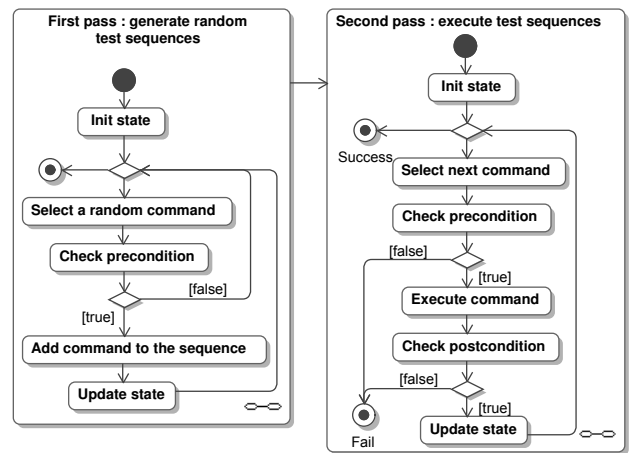 First pass : generate random
test sequences
Init state
Select a random command
Check precondition
[false]
[true]
Add command to the sequence
Update state
Second pass : execute test sequences
Init state
Success
Select next command
Check precondition
[false]
[true]
Execute command
Check postcondition
[false]
[true]
Update state
Fail